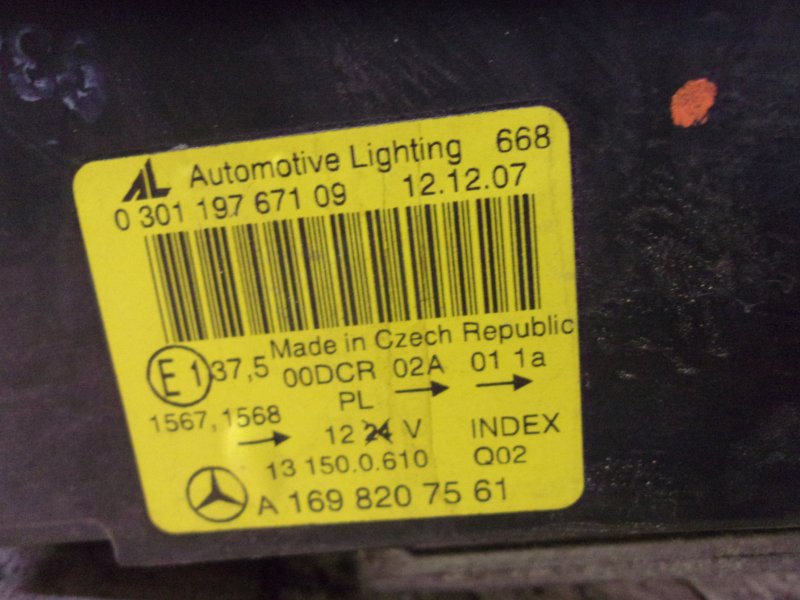 AL Automotive Lighting 668
0 301 197 671 09 12.12.07
Made in Czech Republic
E1 37,5 00DCR 02A 01 1a
PL
1567, 1568 12 24 V INDEX
13 150.0.610 Q02
A 169 820 75 61